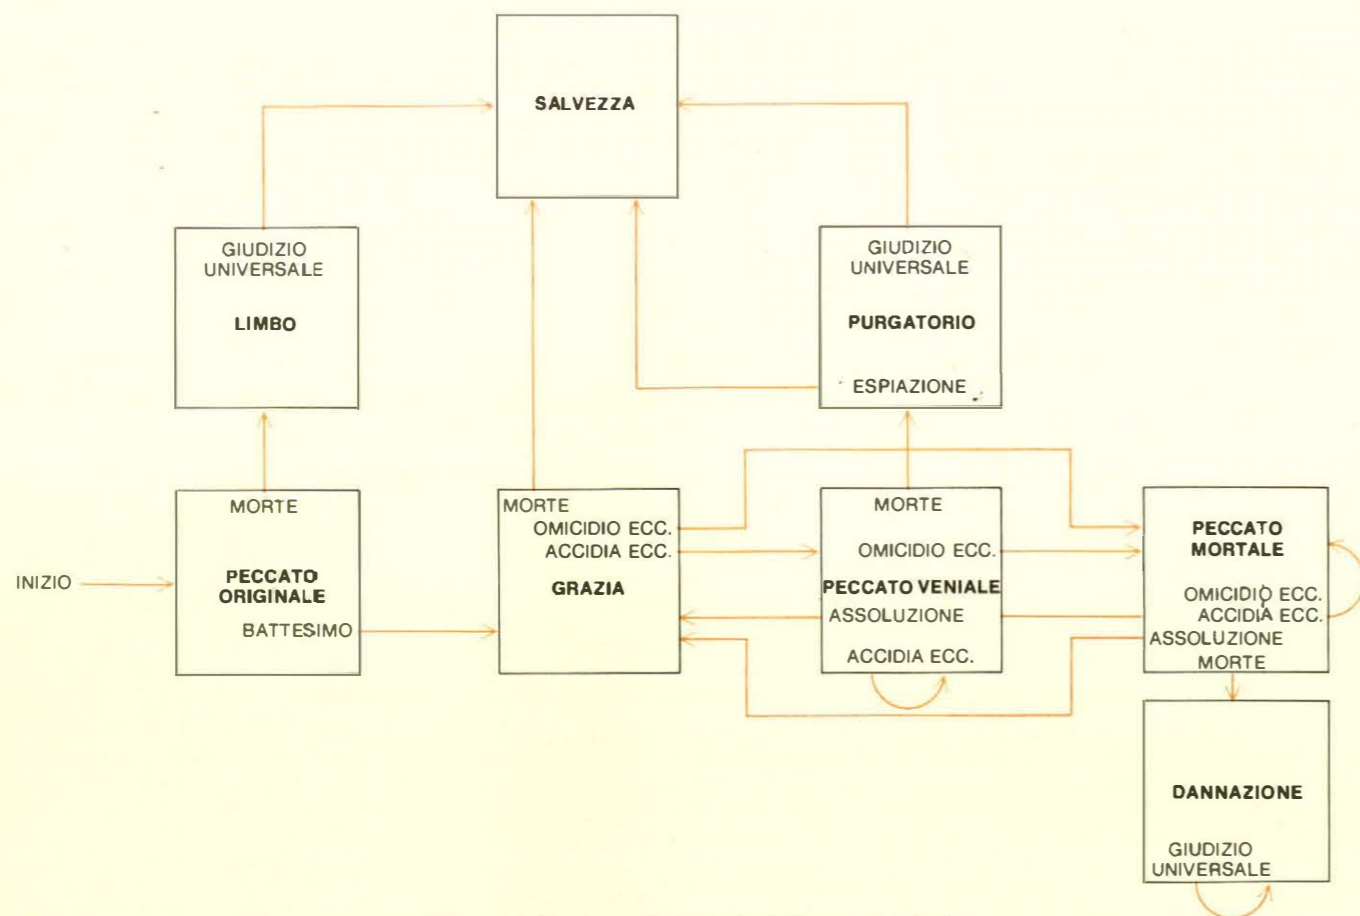 SALVEZZA
GIUDIZIO
UNIVERSALE
LIMBO
GIUDIZIO
UNIVERSALE
PURGATORIO
ESPIAZIONE
INIZIO
MORTE
PECCATO
ORIGINALE
BATTESIMO
MORTE
OMICIDIO ECC.
ACCIDIA ECC.
GRAZIA
MORTE
OMICIDIO ECC.
PECCATO VENIALE
ASSOLUZIONE
ACCIDIA ECC.
PECCATO
MORTALE
OMICIDIO ECC.
ACCIDIA ECC.
ASSOLUZIONE
MORTE
DANNAZIONE
GIUDIZIO
UNIVERSALE